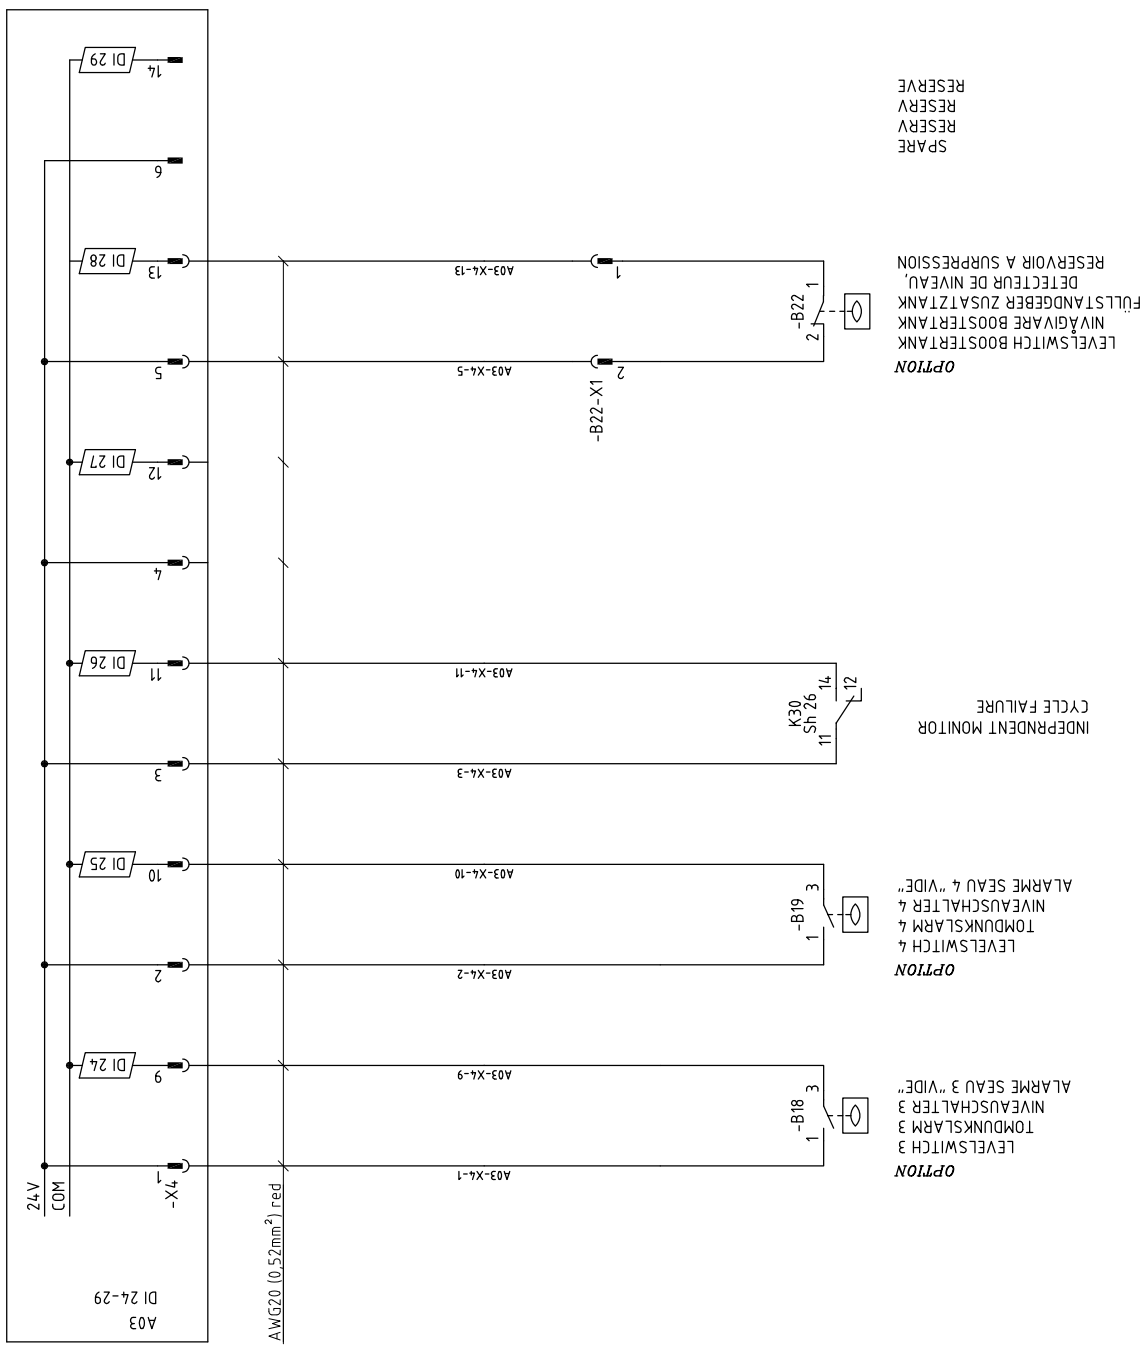 A03
DI 24-29
AWG20 (0,52mm²) red
24V
COM
-X4
OPTION
LEVELSWITCH 3
TOMDUNKSLARM 3
NIVEAUSCHALTER 3
ALARME SEAU 3 "VIDE"
-B18
1
3
A03-X4-1
1
A03-X4-9
9
DI 24
OPTION
LEVELSWITCH 4
TOMDUNKSLARM 4
NIVEAUSCHALTER 4
ALARME SEAU 4 "VIDE"
-B19
1
3
A03-X4-2
2
A03-X4-10
10
DI 25
INDEPRNDENT MONITOR
CYCLE FAILURE
K30
Sh 26
11
14
12
A03-X4-3
3
A03-X4-11
11
DI 26
4
12
DI 27
OPTION
LEVELSWITCH BOOSTERTANK
NIVÅGIVARE BOOSTERTANK
FÜLLSTANDGEBER ZUSATZTANK
DETECTEUR DE NIVEAU,
RESERVOIR A SURPRESSION
-B22
2
1
-B22-X1
2
A03-X4-5
5
1
A03-X4-13
13
DI 28
SPARE
RESERV
RESERV
RESERVE
6
14
DI 29